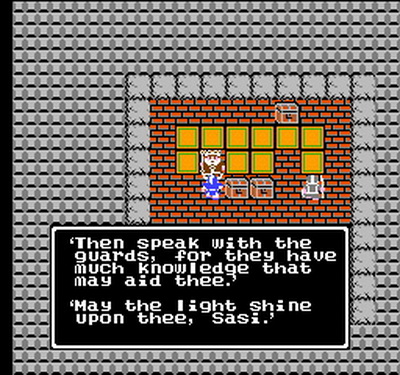 ‘Then speak with the
guards, for they have
much knowledge that
may aid thee.’
‘May the light shine
upon thee, Sasi.’